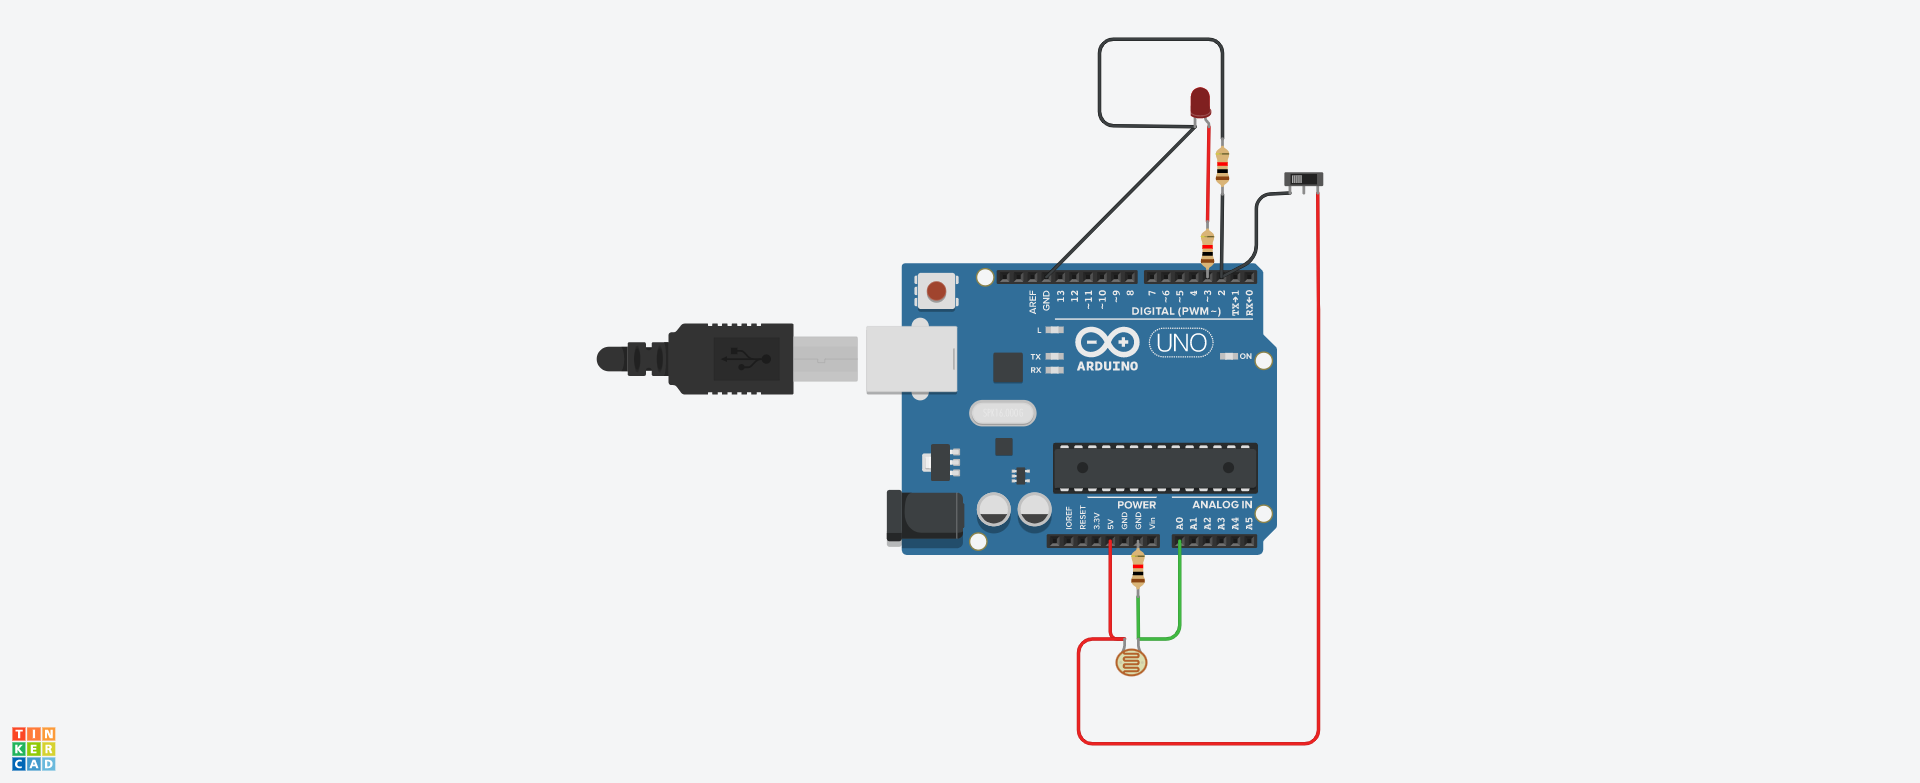 AREF
GND
13
12
~11
~10
~9
8
7
~6
~5
4
~3
2
TX→1
RX←0
DIGITAL (PWM~)
L
TX
RX
ARDUINO
UNO
ON
POWER
ANALOG IN
IOREF
RESET
3.3V
5V
GND
GND
Vin
A0
A1
A2
A3
A4
A5
TIN
KER
CAD